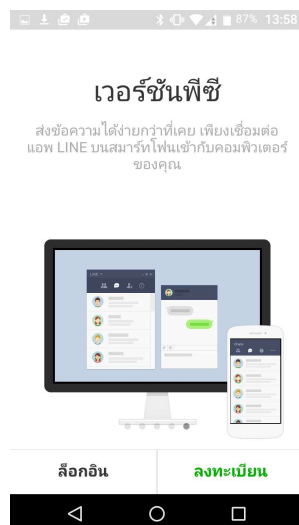 87% 13:58
เวอร์ชันพีซี
ส่งข้อความได้ง่ายกว่าที่เคย เพียงเชื่อมต่อ
แอพ LINE บนสมาร์ทโฟนเข้ากับคอมพิวเตอร์
ของคุณ
LINE
ล็อกอิน
ลงทะเบียน